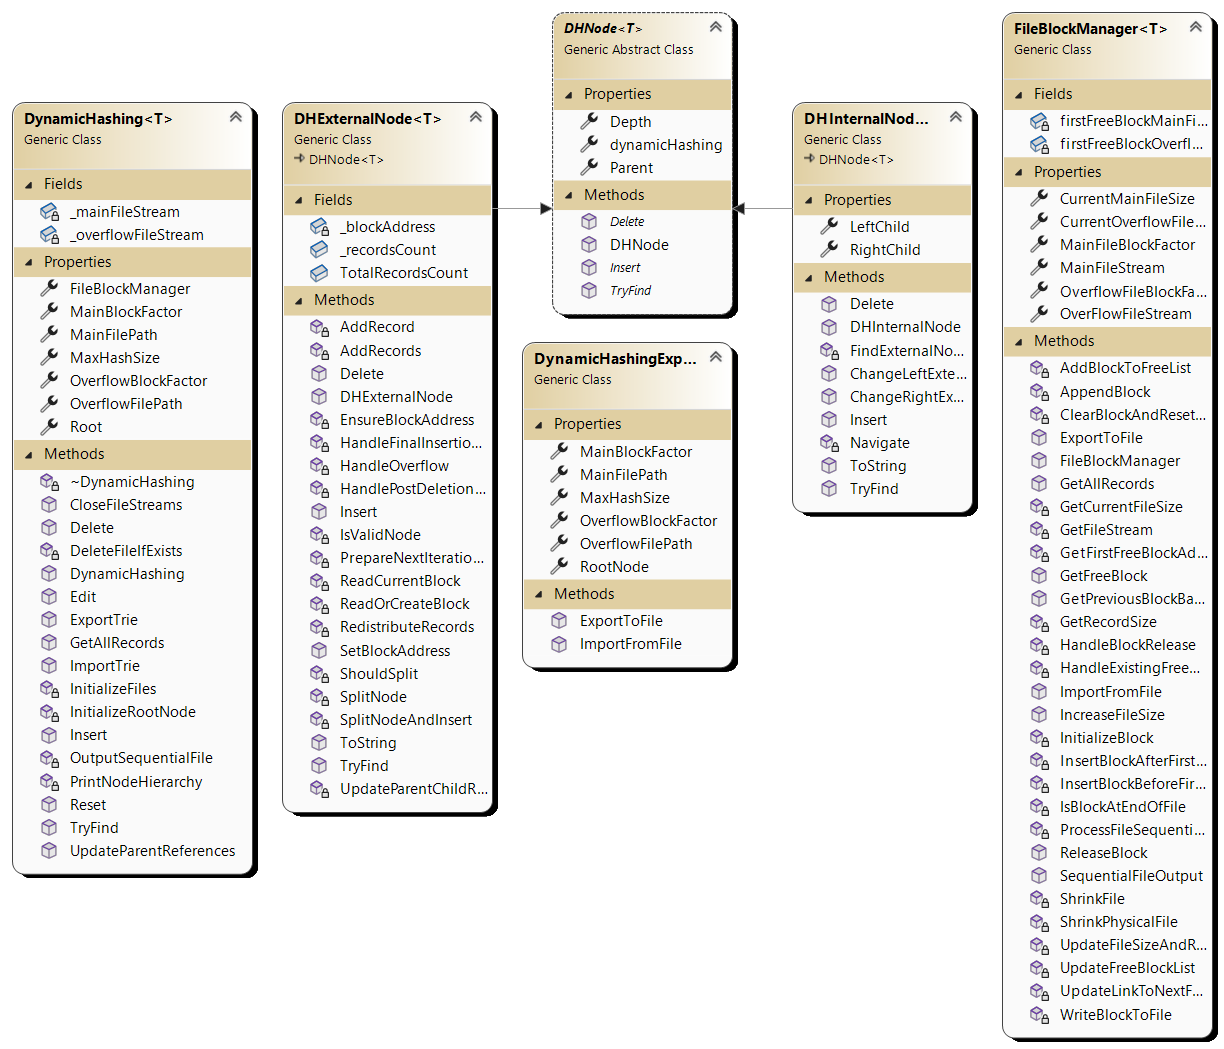 DynamicHashing<T>
Generic Class
Fields
_mainFileStream
_overflowFileStream
Properties
FileBlockManager
MainBlockFactor
MainFilePath
MaxHashSize
OverflowBlockFactor
OverflowFilePath
Root
Methods
~DynamicHashing
CloseFileStreams
Delete
DeleteFileIfExists
DynamicHashing
Edit
ExportTrie
GetAllRecords
ImportTrie
InitializeFiles
InitializeRootNode
Insert
OutputSequentialFile
PrintNodeHierarchy
Reset
TryFind
UpdateParentReferences
DHExternalNode<T>
Generic Class
DHNode<T>
Fields
_blockAddress
_recordsCount
TotalRecordsCount
Methods
AddRecord
AddRecords
Delete
DHExternalNode
EnsureBlockAddress
HandleFinalInsertio...
HandleOverflow
HandlePostDeletion...
Insert
IsValidNode
PrepareNextIteratio...
ReadCurrentBlock
ReadOrCreateBlock
RedistributeRecords
SetBlockAddress
ShouldSplit
SplitNode
SplitNodeAndInsert
ToString
TryFind
UpdateParentChildR...
DHNode<T>
Generic Abstract Class
Properties
Depth
dynamicHashing
Parent
Methods
Delete
DHNode
Insert
TryFind
DynamicHashingExp...
Generic Class
Properties
MainBlockFactor
MainFilePath
MaxHashSize
OverflowBlockFactor
OverflowFilePath
RootNode
Methods
ExportToFile
ImportFromFile
DHInternalNod...
Generic Class
DHNode<T>
Properties
LeftChild
RightChild
Methods
Delete
DHInternalNode
FindExternalNo...
ChangeLeftExte...
ChangeRightEx...
Insert
Navigate
ToString
TryFind
FileBlockManager<T>
Generic Class
Fields
firstFreeBlockMainFi...
firstFreeBlockOverfl...
Properties
CurrentMainFileSize
CurrentOverflowFile...
MainFileBlockFactor
MainFileStream
OverflowFileBlockFa...
OverFlowFileStream
Methods
AddBlockToFreeList
AppendBlock
ClearBlockAndReset...
ExportToFile
FileBlockManager
GetAllRecords
GetCurrentFileSize
GetFileStream
GetFirstFreeBlockAd...
GetFreeBlock
GetPreviousBlockBa...
GetRecordSize
HandleBlockRelease
HandleExistingFree...
ImportFromFile
IncreaseFileSize
InitializeBlock
InsertBlockAfterFirst...
InsertBlockBeforeFir...
IsBlockAtEndOfFile
ProcessFileSequenti...
ReleaseBlock
SequentialFileOutput
ShrinkFile
ShrinkPhysicalFile
UpdateFileSizeAndR...
UpdateFreeBlockList
UpdateLinkToNextF...
WriteBlockToFile